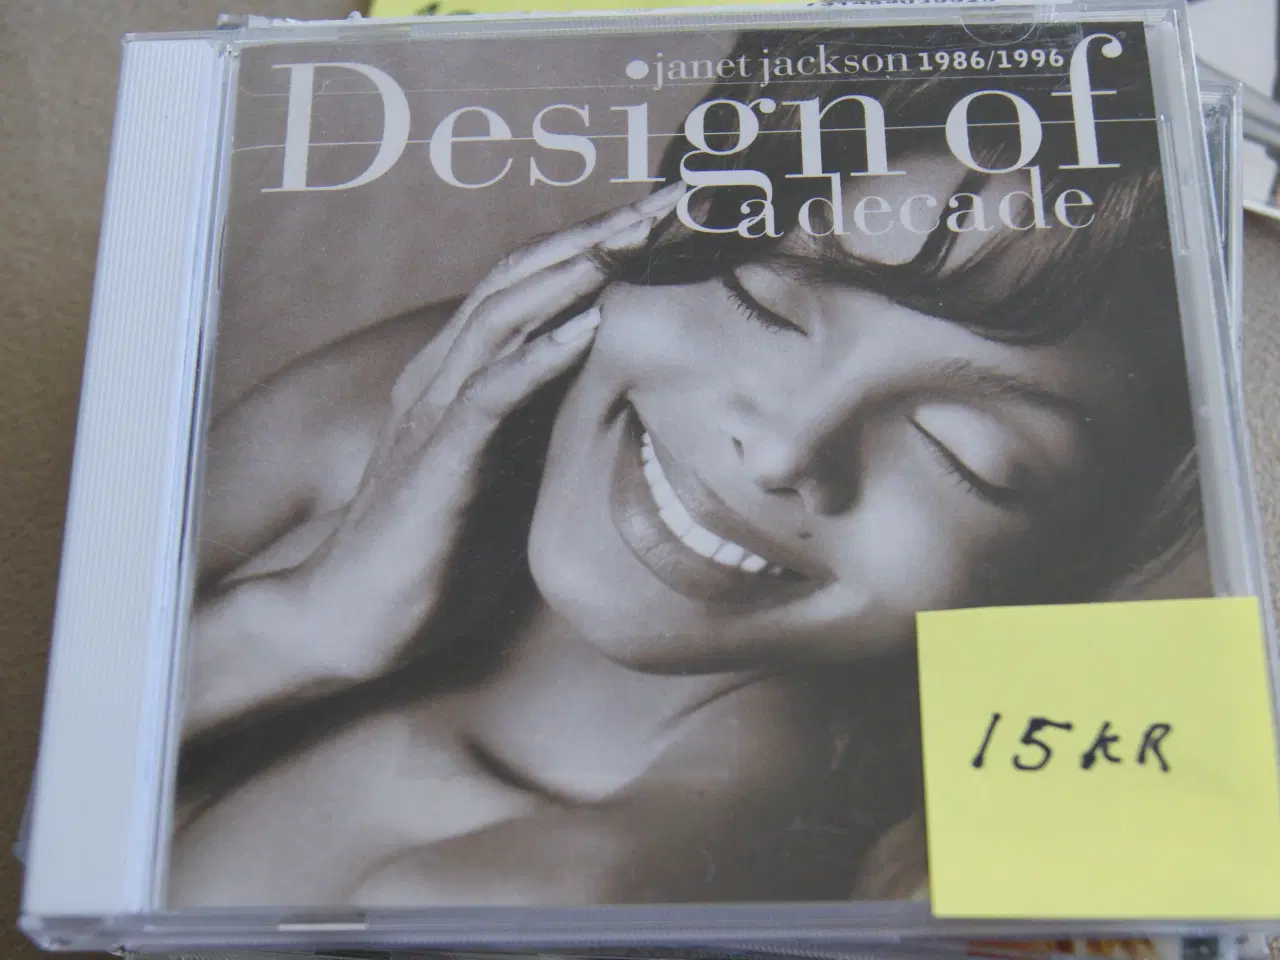 janet jackson 1986/1996
Design of
a decade
15 KR